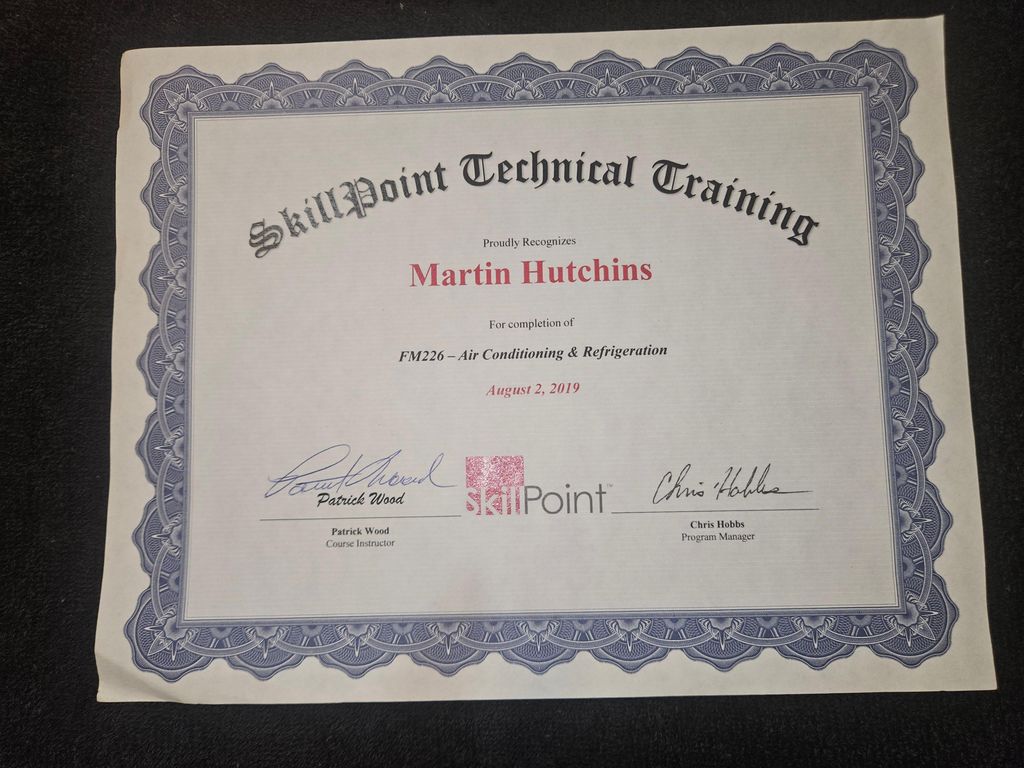 SkillPoint Technical Training
Proudly Recognizes
Martin Hutchins
For completion of
FM226 – Air Conditioning & Refrigeration
August 2, 2019
Patrick Wood
SkillPoint™
Chris Hobbs
Patrick Wood
Course Instructor
Chris Hobbs
Program Manager